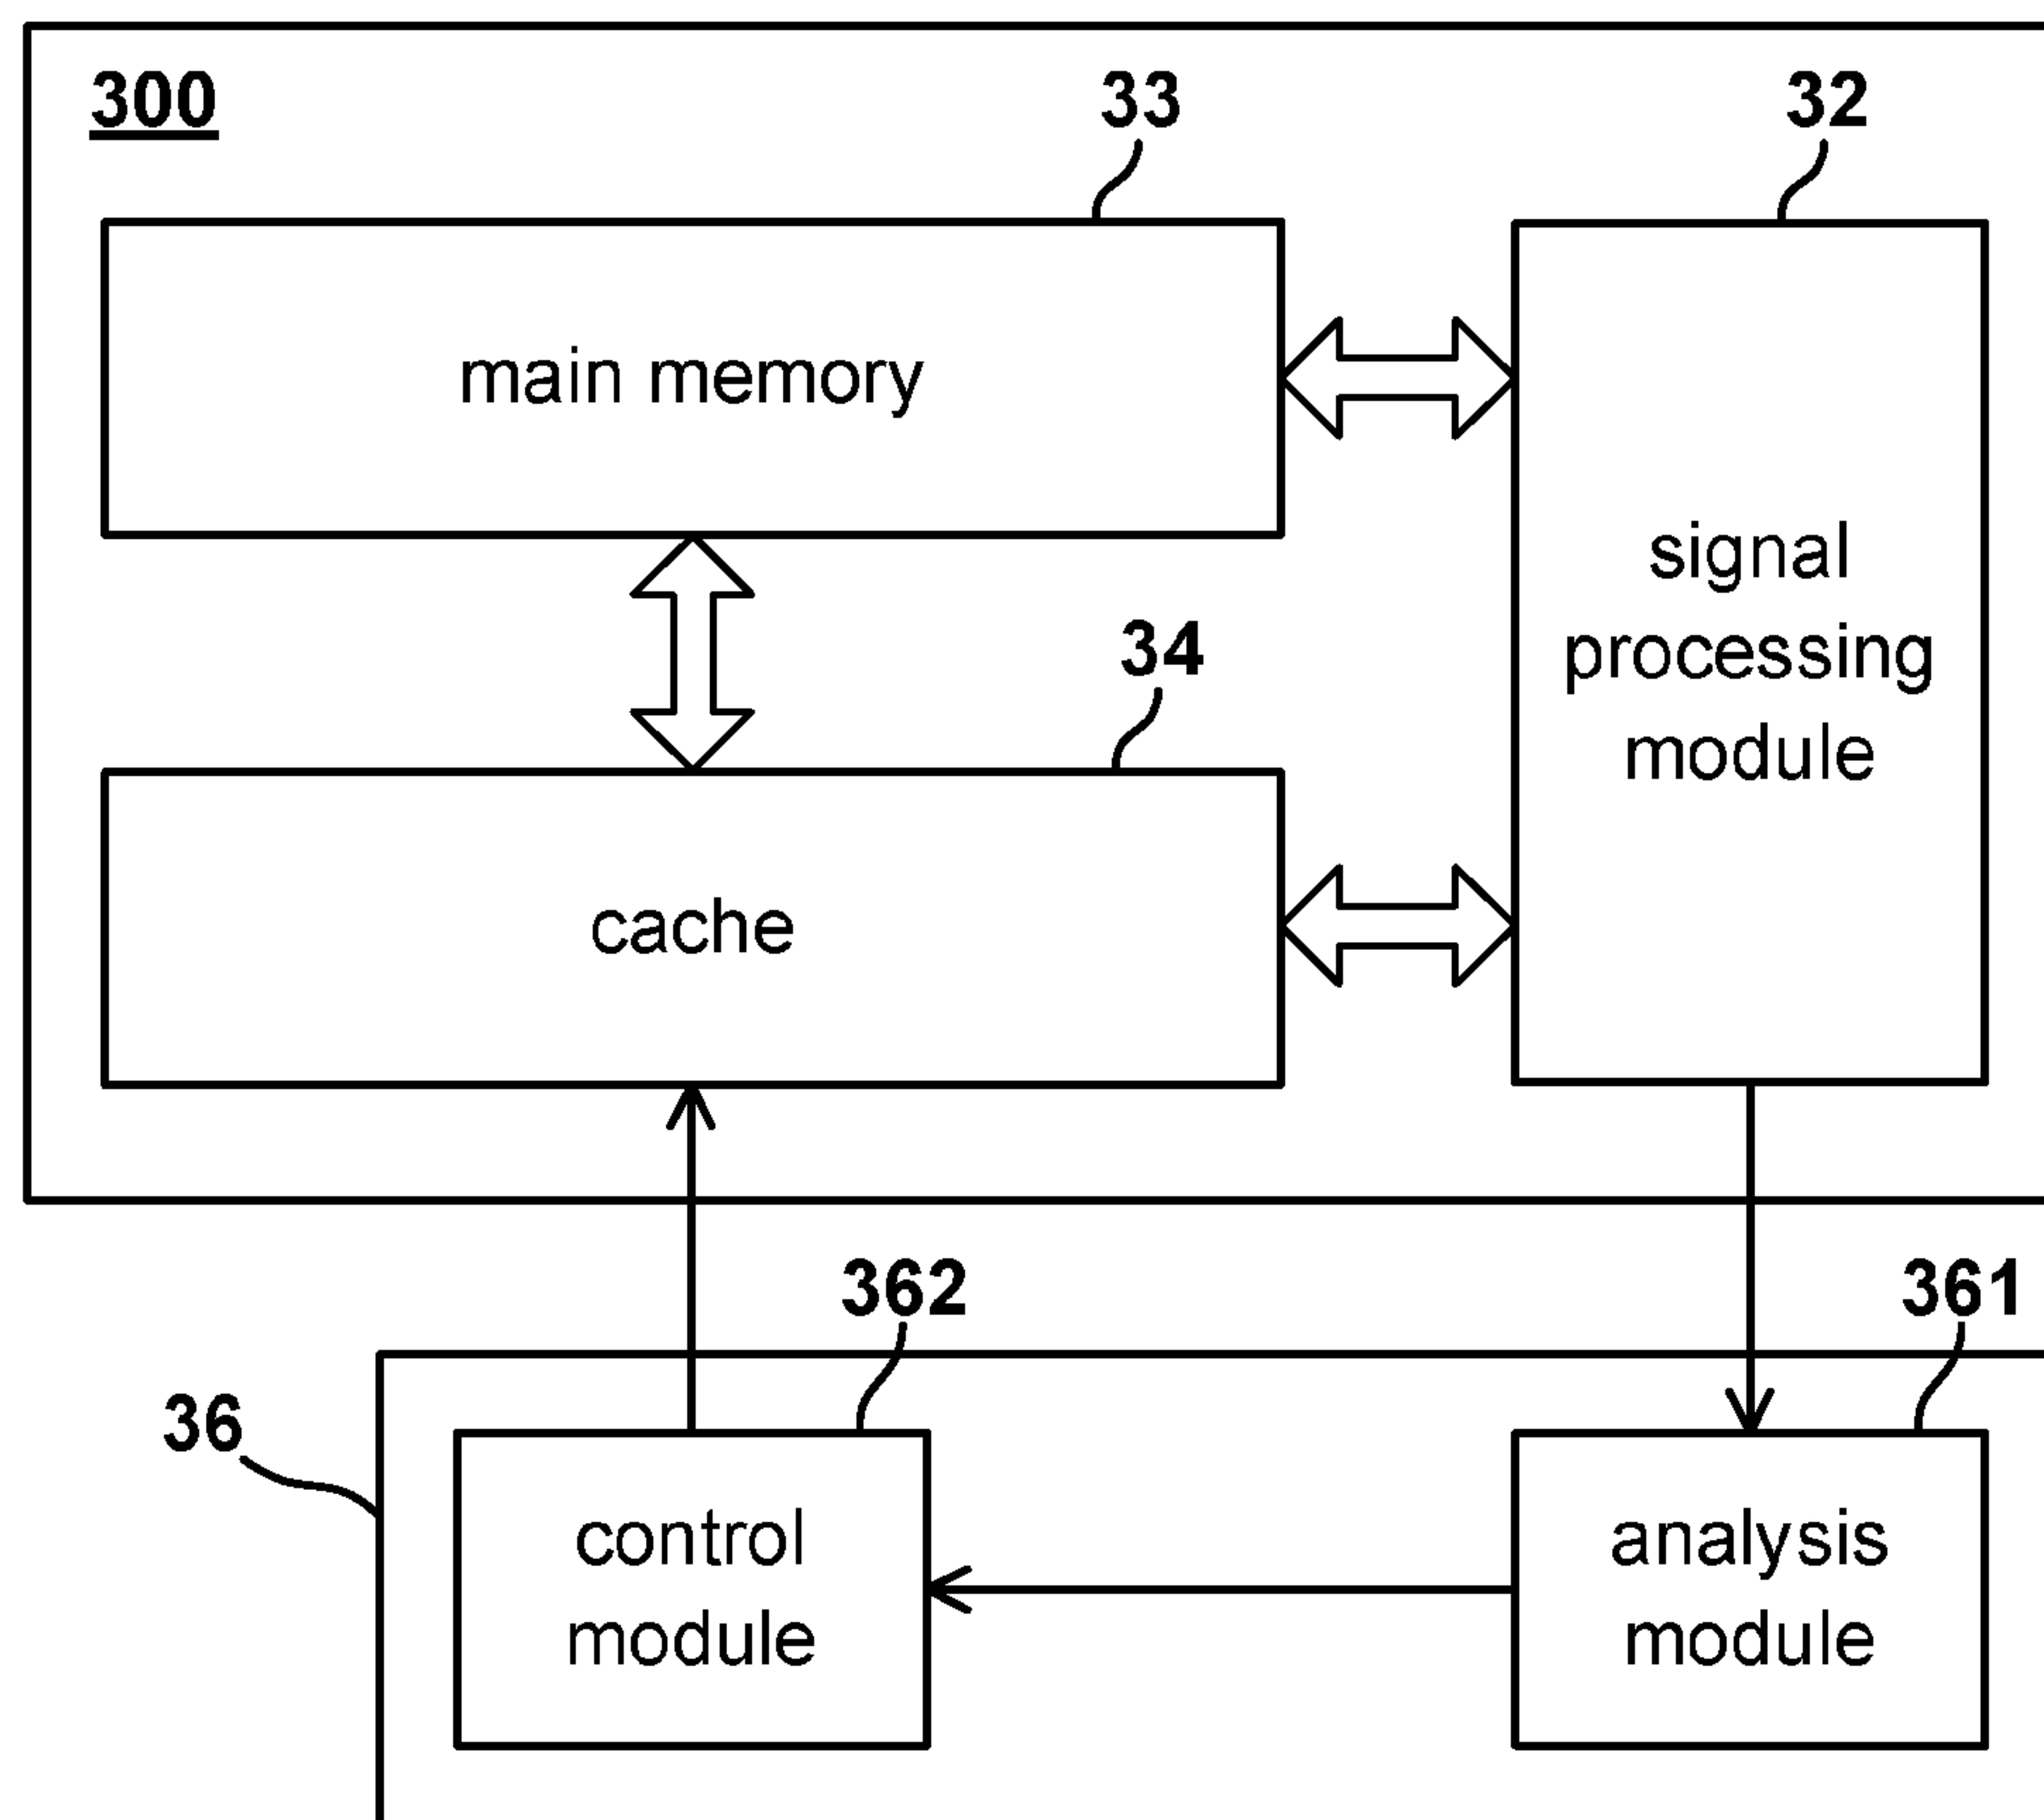 300
33
32
main memory
signal
processing
module
34
cache
362
361
36
control
module
analysis
module